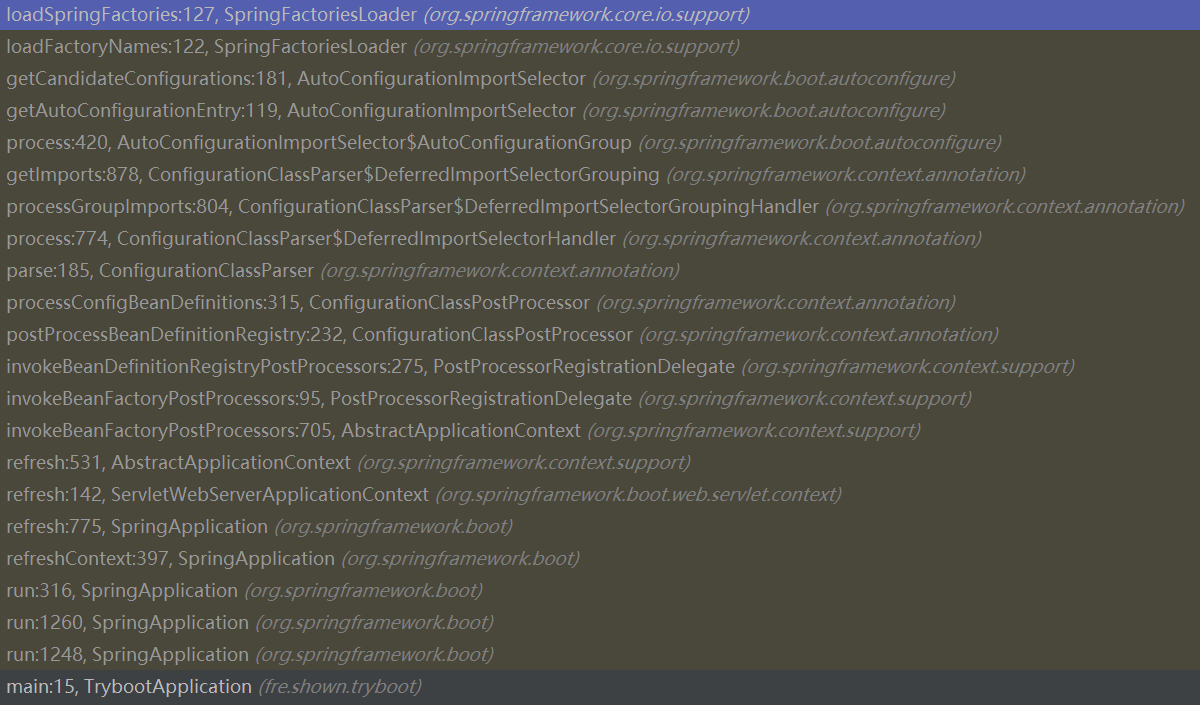 loadSpringFactories:127, SpringFactoriesLoader (org.springframework.core.io.support)
loadFactoryNames:122, SpringFactoriesLoader (org.springframework.core.io.support)
getCandidateConfigurations:181, AutoConfigurationImportSelector (org.springframework.boot.autoconfigure)
getAutoConfigurationEntry:119, AutoConfigurationImportSelector (org.springframework.boot.autoconfigure)
process:420, AutoConfigurationImportSelector$AutoConfigurationGroup (org.springframework.boot.autoconfigure)
getImports:878, ConfigurationClassParser$DeferredImportSelectorGrouping (org.springframework.context.annotation)
processGroupImports:804, ConfigurationClassParser$DeferredImportSelectorGroupingHandler (org.springframework.context.annotation)
process:774, ConfigurationClassParser$DeferredImportSelectorHandler (org.springframework.context.annotation)
parse:185, ConfigurationClassParser (org.springframework.context.annotation)
processConfigBeanDefinitions:315, ConfigurationClassPostProcessor (org.springframework.context.annotation)
postProcessBeanDefinitionRegistry:232, ConfigurationClassPostProcessor (org.springframework.context.annotation)
invokeBeanDefinitionRegistryPostProcessors:275, PostProcessorRegistrationDelegate (org.springframework.context.support)
invokeBeanFactoryPostProcessors:95, PostProcessorRegistrationDelegate (org.springframework.context.support)
invokeBeanFactoryPostProcessors:705, AbstractApplicationContext (org.springframework.context.support)
refresh:531, AbstractApplicationContext (org.springframework.context.support)
refresh:142, ServletWebServerApplicationContext (org.springframework.boot.web.servlet.context)
refresh:775, SpringApplication (org.springframework.boot)
refreshContext:397, SpringApplication (org.springframework.boot)
run:316, SpringApplication (org.springframework.boot)
run:1260, SpringApplication (org.springframework.boot)
run:1248, SpringApplication (org.springframework.boot)
main:15, TrybootApplication (fre.shown.tryboot)